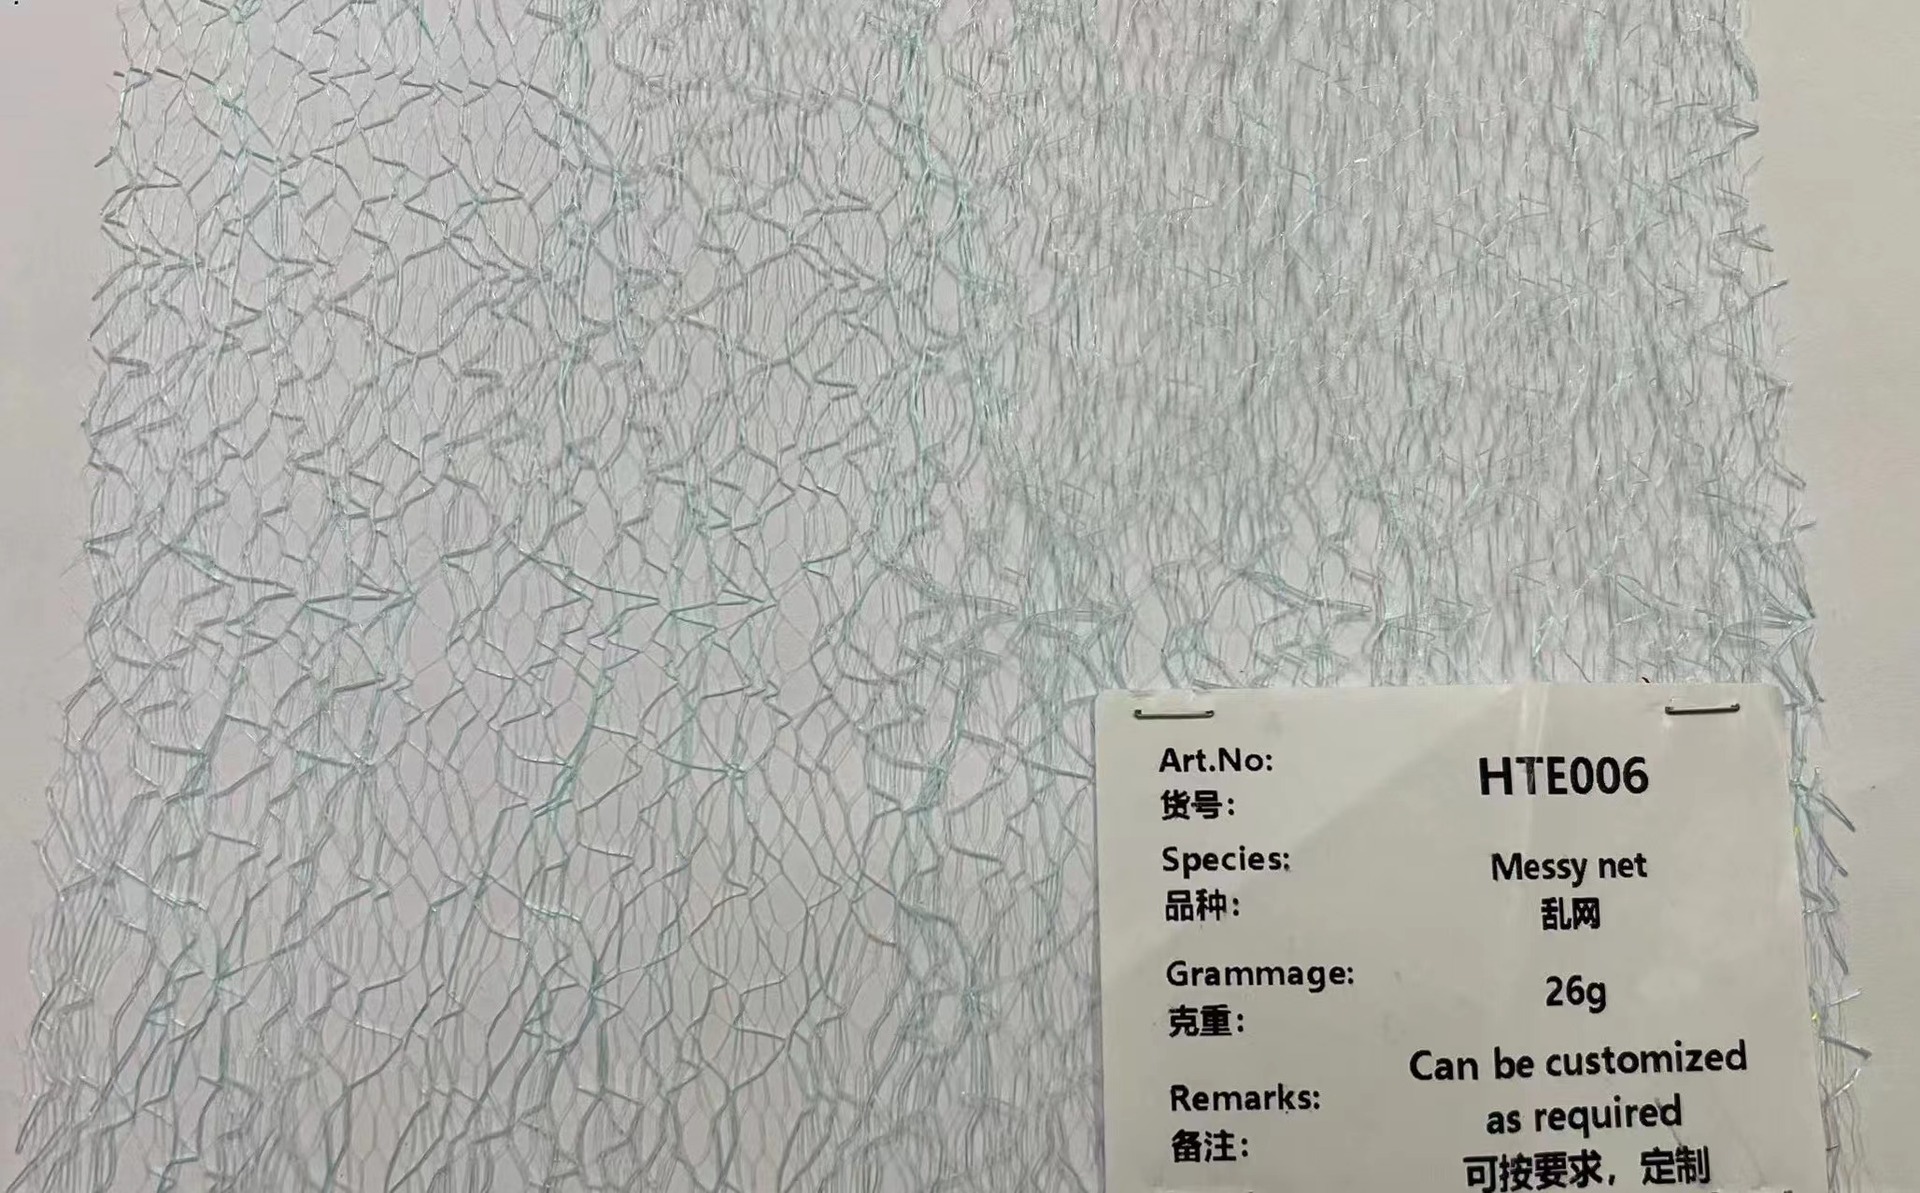 Art.No: HTE006
货号:
Species: Messy net
品种: 乱网
Grammage: 26g
克重:
Remarks: Can be customized
as required
备注: 可按要求，定制